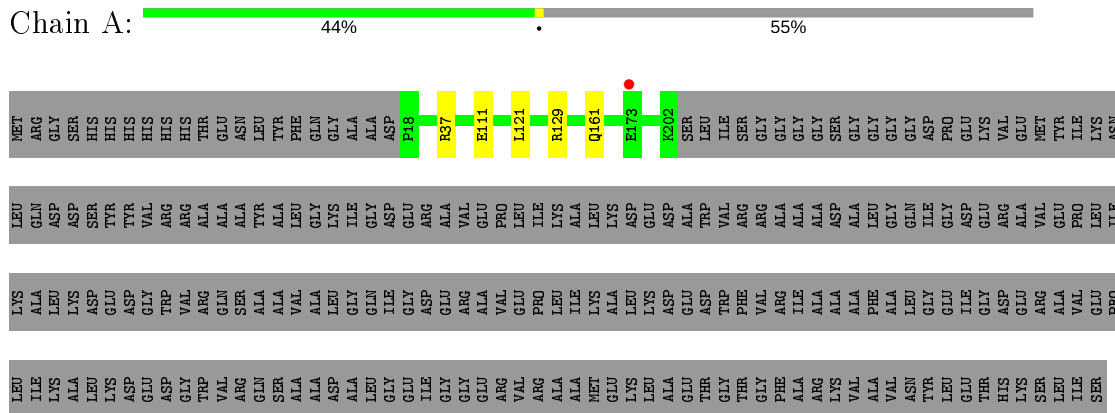 Chain A:
44%
•
55%
MET ARG GLY SER HIS HIS HIS HIS HIS HIS THR GLU ASN LEU TYR PHE GLN GLY ALA ALA ASP P18 R37 E111 L121 R129 Q161 E173 K202 SER LEU ILE SER GLY GLY GLY GLY SER GLY GLY GLY GLY ASP PRO GLU LYS VAL GLU MET TYR ILE LYS ASN
LEU GLN ASP ASP SER TYR TYR VAL ARG ARG ALA ALA ALA TYR ALA LEU GLY LYS ILE GLY ASP GLU ARG ALA VAL GLU PRO LEU ILE LYS ALA LEU LYS ASP GLU ASP ALA TRP VAL ARG ARG ALA ALA ALA ASP ALA LEU GLY GLN ILE GLY ASP GLU ARG ALA VAL GLU PRO LEU ILE
LYS ALA LEU LYS ASP GLU ASP GLY TRP VAL ARG GLN SER ALA ALA VAL ALA LEU GLY GLN ILE GLY ASP GLU ARG ALA VAL GLU PRO LEU ILE LYS ALA LEU LYS ASP GLU ASP TRP PHE VAL ARG ILE ALA ALA ALA PHE ALA LEU GLY GLU ILE GLY ASP GLU ARG ALA VAL GLU PRO
LEU ILE LYS ALA LEU LYS ASP GLU ASP GLY TRP VAL ARG GLN SER ALA ALA ASP ALA LEU GLY GLU ILE GLY GLY GLU ARG VAL ARG ALA ALA MET GLU LYS LEU ALA GLU THR GLY THR GLY PHE ALA ARG LYS VAL ALA VAL ASN TYR LEU GLU THR HIS LYS SER LEU ILE SER